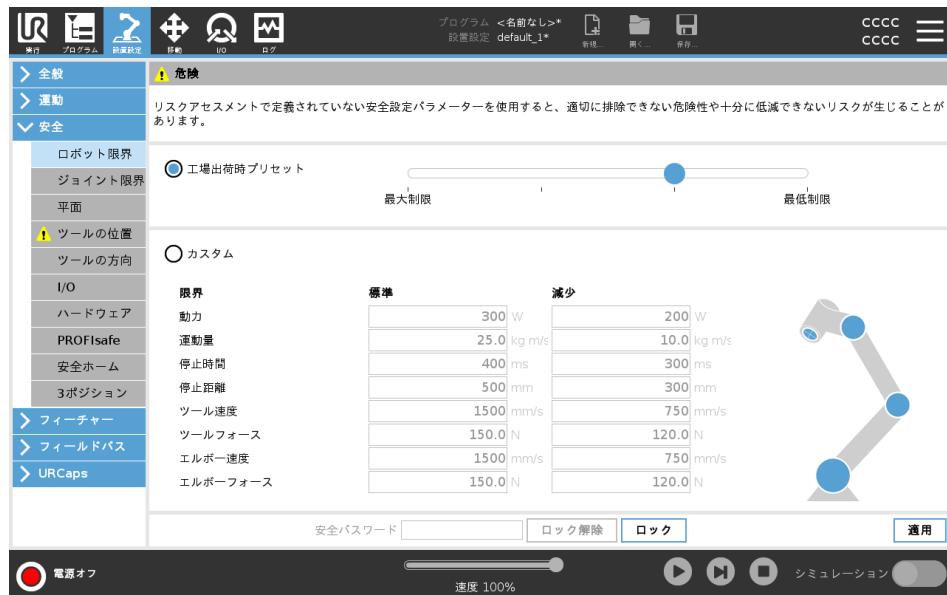 UR
実行 プログラム 設置設定 移動 I/O ログ
プログラム <名前なし>*
設置設定 default_1*
新規... 開く... 保存...
CCCC
CCCC
全般
運動
安全
ロボット限界
ジョイント限界
平面
ツールの位置
ツールの方向
I/O
ハードウェア
PROFIsafe
安全ホーム
3ポジション
フィーチャー
フィールドバス
URCaps
危険
リスクアセスメントで定義されていない安全設定パラメーターを使用すると、適切に排除できない危険性や十分に低減できないリスクが生じることが
あります。
工場出荷時プリセット
最大制限 最低制限
カスタム
限界 標準 減少
動力 300 W 200 W
運動量 25.0 kg m/s 10.0 kg m/s
停止時間 400 ms 300 ms
停止距離 500 mm 300 mm
ツール速度 1500 mm/s 750 mm/s
ツールフォース 150.0 N 120.0 N
エルボー速度 1500 mm/s 750 mm/s
エルボーフォース 150.0 N 120.0 N
安全パスワード ロック解除 ロック 適用
電源オフ
速度 100%
シミュレーション